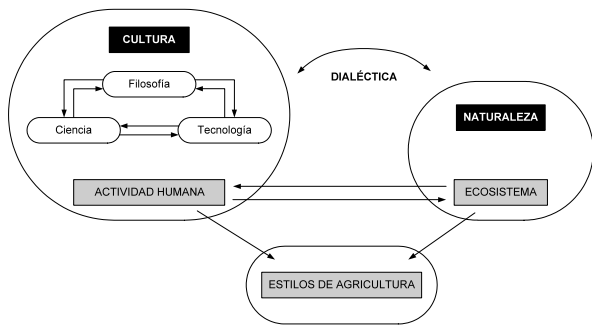 CULTURA
Filosofía
Ciencia
Tecnología
ACTIVIDAD HUMANA
DIALÉCTICA
NATURALEZA
ECOSISTEMA
ESTILOS DE AGRICULTURA